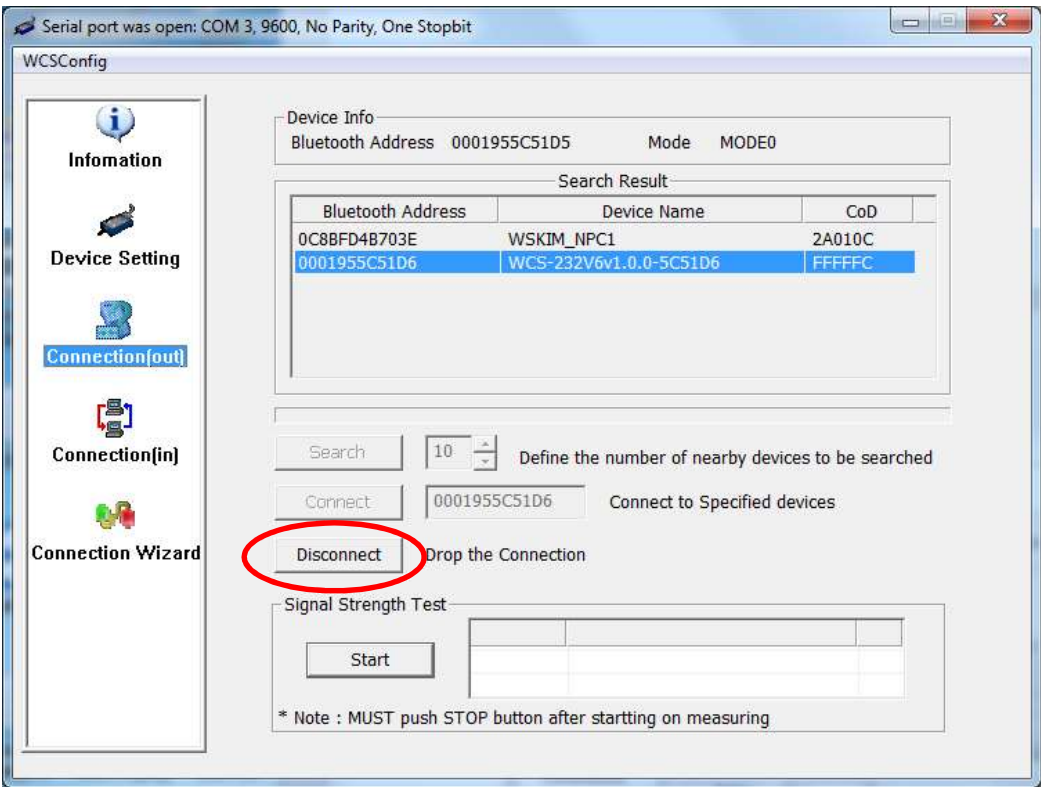 Serial port was open: COM 3, 9600, No Parity, One Stopbit
WCSConfig
Infomation
Device Setting
Connection(out)
Connection(in)
Connection Wizard
Device Info
Bluetooth Address 0001955C51D5 Mode MODE0
Search Result
Bluetooth Address Device Name CoD
0C8BFD4B703E WSKIM_NPC1 2A010C
0001955C51D6 WCS-232V6v1.0.0-5C51D6 FFFFFC
Search 10 Define the number of nearby devices to be searched
Connect 0001955C51D6 Connect to Specified devices
Disconnect Drop the Connection
Signal Strength Test
Start
* Note : MUST push STOP button after startting on measuring